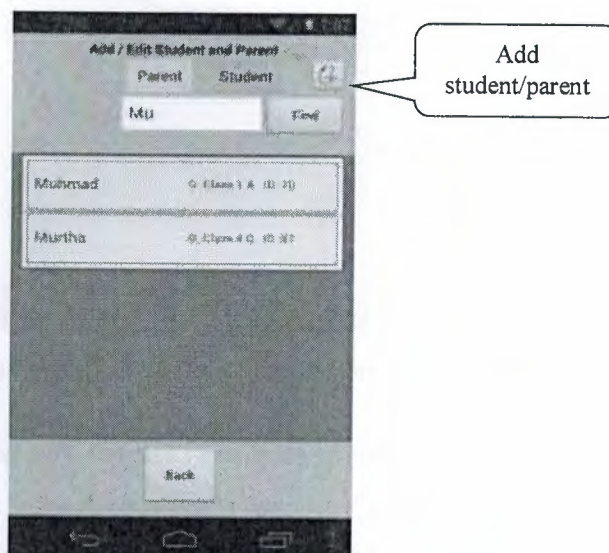 Add / Edit Student and Parent
Parent Student
Mu Find
Muhmad
Murtha
Back
Add
student/parent